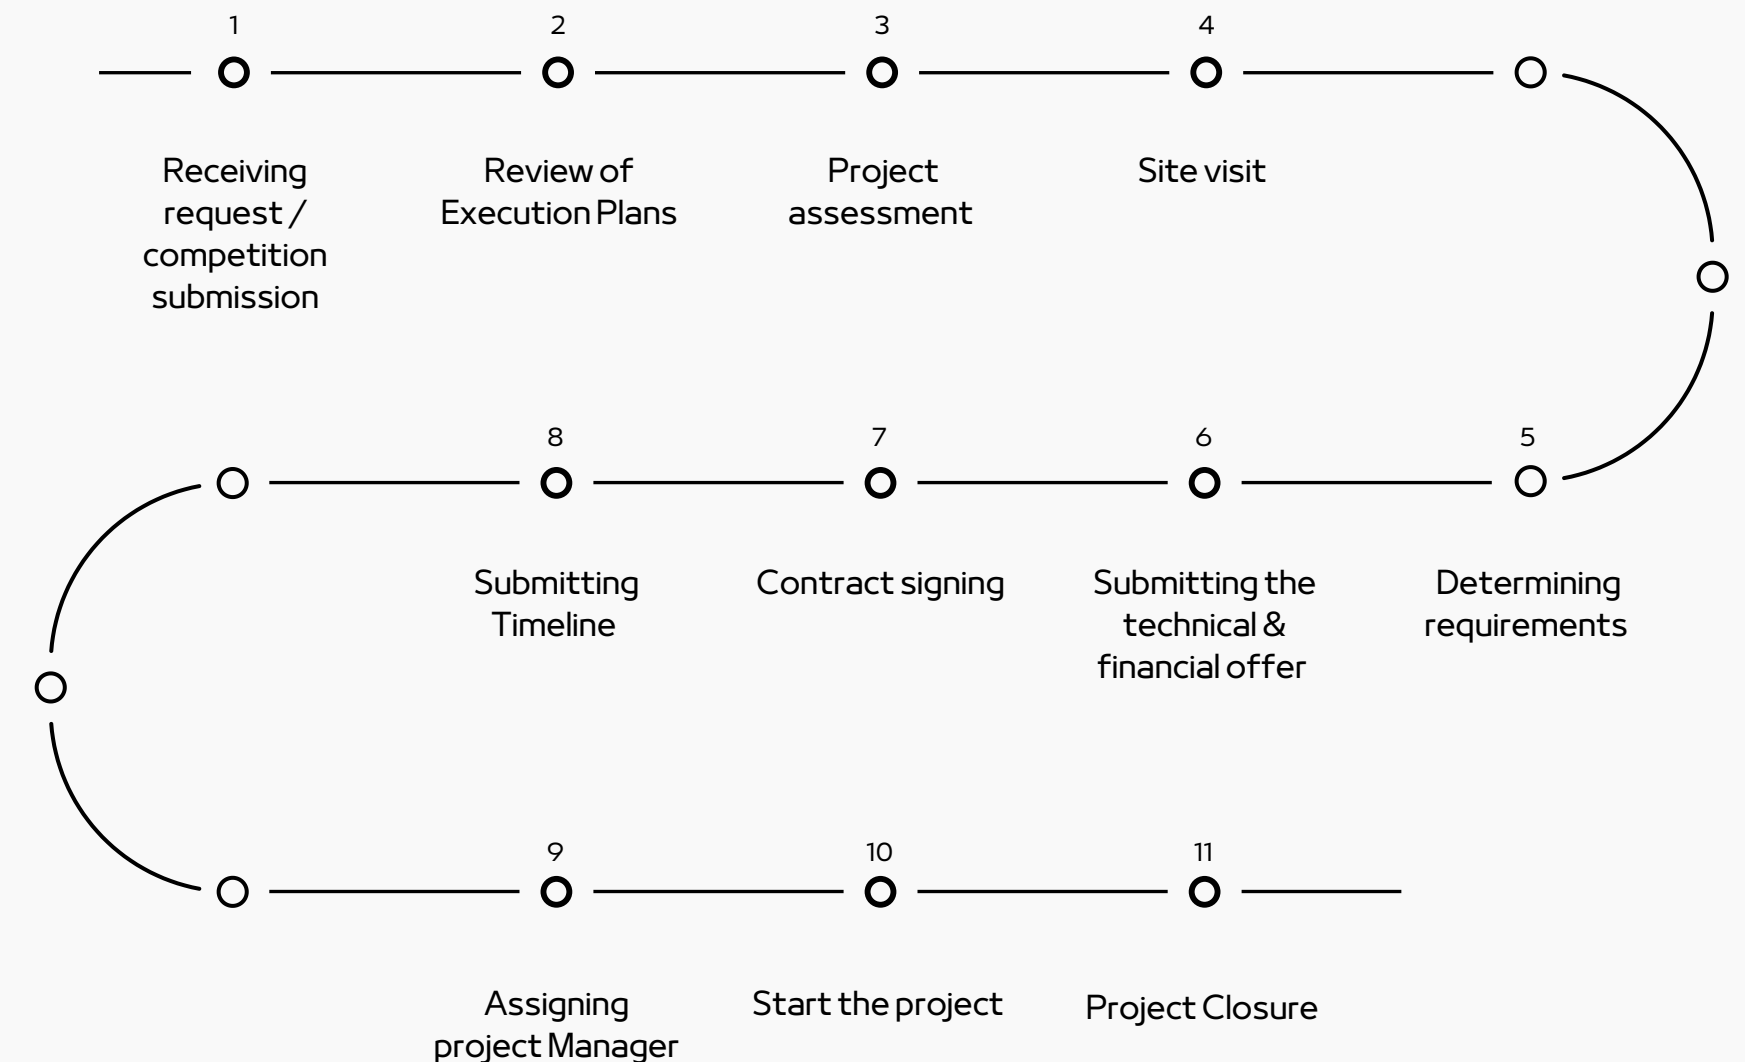 1
Receiving
request /
competition
submission
2
Review of
Execution Plans
3
Project
assessment
4
Site visit
5
Determining
requirements
6
Submitting the
technical &
financial offer
7
Contract signing
8
Submitting
Timeline
9
Assigning
project Manager
10
Start the project
11
Project Closure